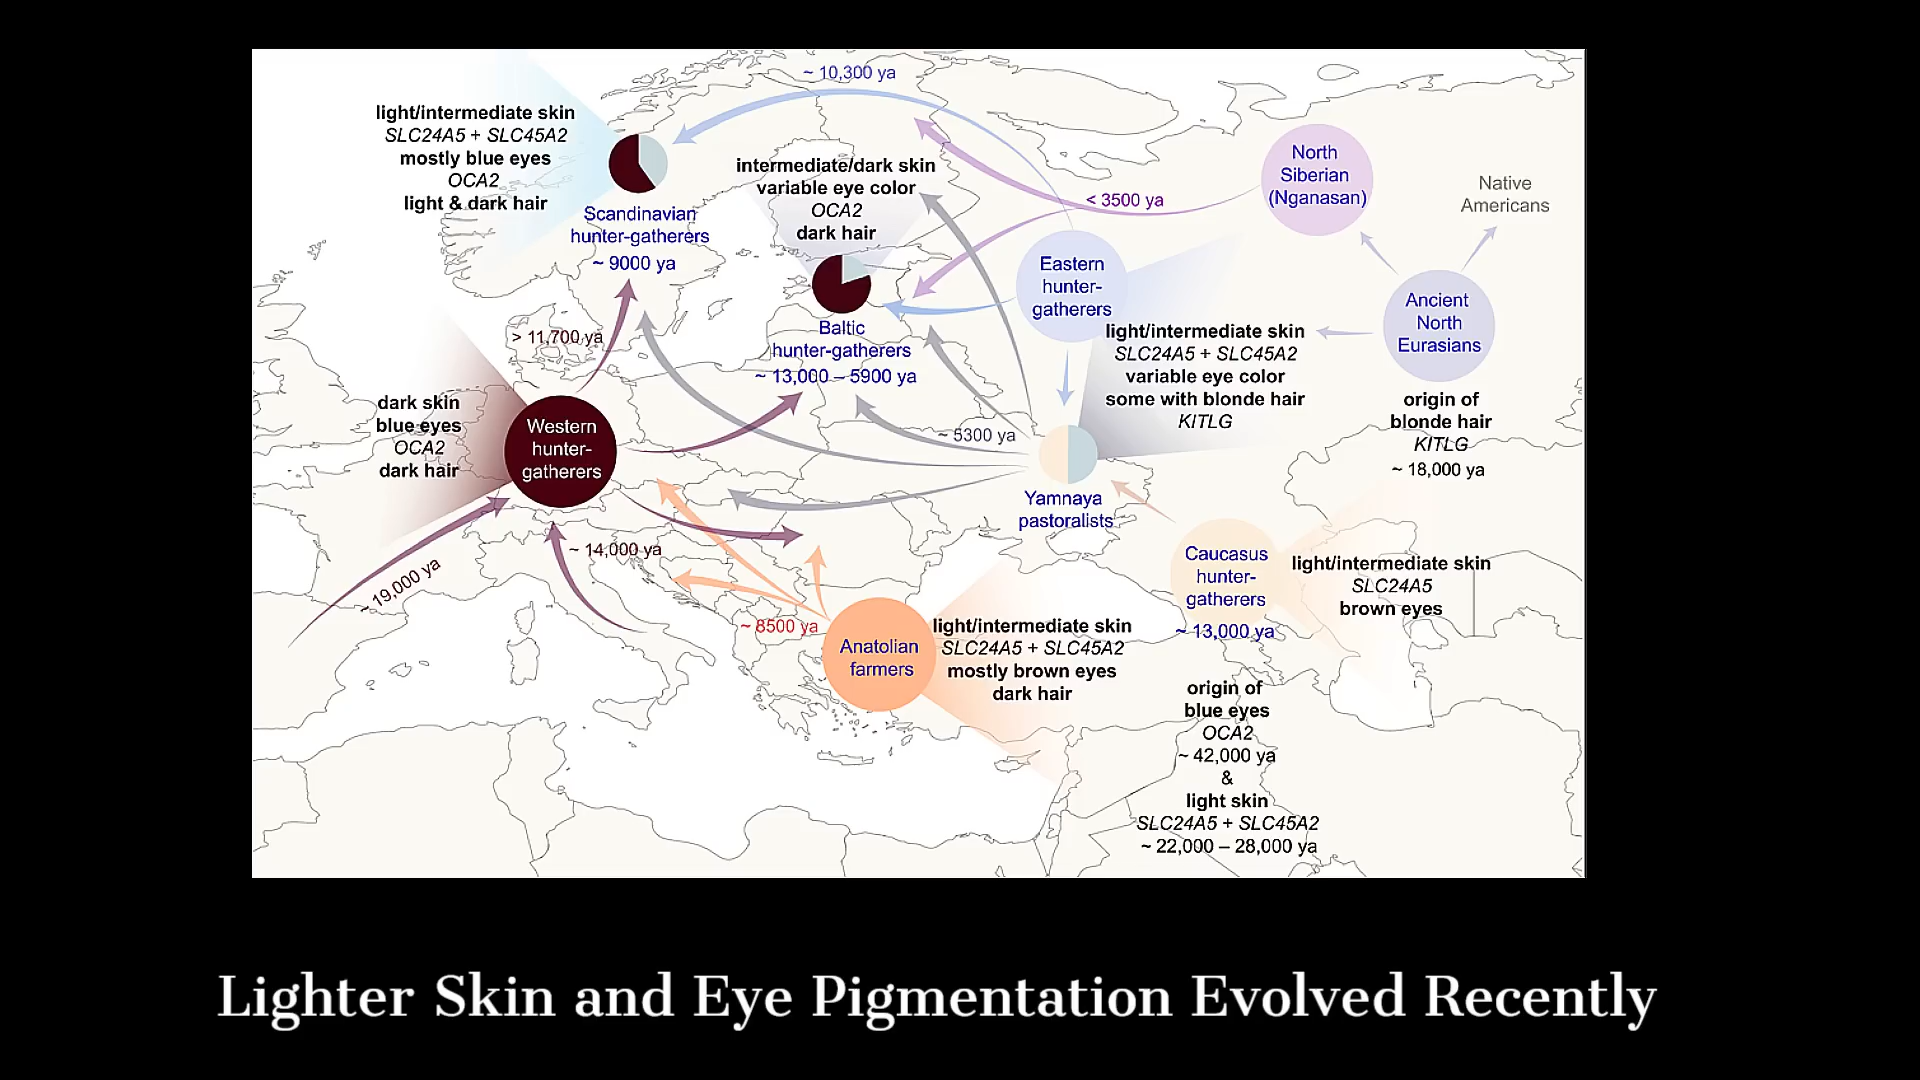 ~ 10,300 ya
light/intermediate skin
SLC24A5 + SLC45A2
mostly blue eyes
OCA2
light & dark hair
Scandinavian
hunter-gatherers
~ 9000 ya
intermediate/dark skin
variable eye color
OCA2
dark hair
Baltic
hunter-gatherers
~ 13,000 – 5900 ya
< 3500 ya
North
Siberian
(Nganasan)
Native
Americans
Eastern
hunter-
gatherers
Ancient
North
Eurasians
light/intermediate skin
SLC24A5 + SLC45A2
variable eye color
some with blonde hair
KITLG
origin of
blonde hair
KITLG
~ 18,000 ya
> 11,700 ya
dark skin
blue eyes
OCA2
dark hair
Western
hunter-
gatherers
~ 5300 ya
Yamnaya
pastoralists
~ 19,000 ya
~ 14,000 ya
~ 8500 ya
Anatolian
farmers
light/intermediate skin
SLC24A5 + SLC45A2
mostly brown eyes
dark hair
Caucasus
hunter-
gatherers
~ 13,000 ya
light/intermediate skin
SLC24A5
brown eyes
origin of
blue eyes
OCA2
~ 42,000 ya
&
light skin
SLC24A5 + SLC45A2
~ 22,000 – 28,000 ya
Lighter Skin and Eye Pigmentation Evolved Recently